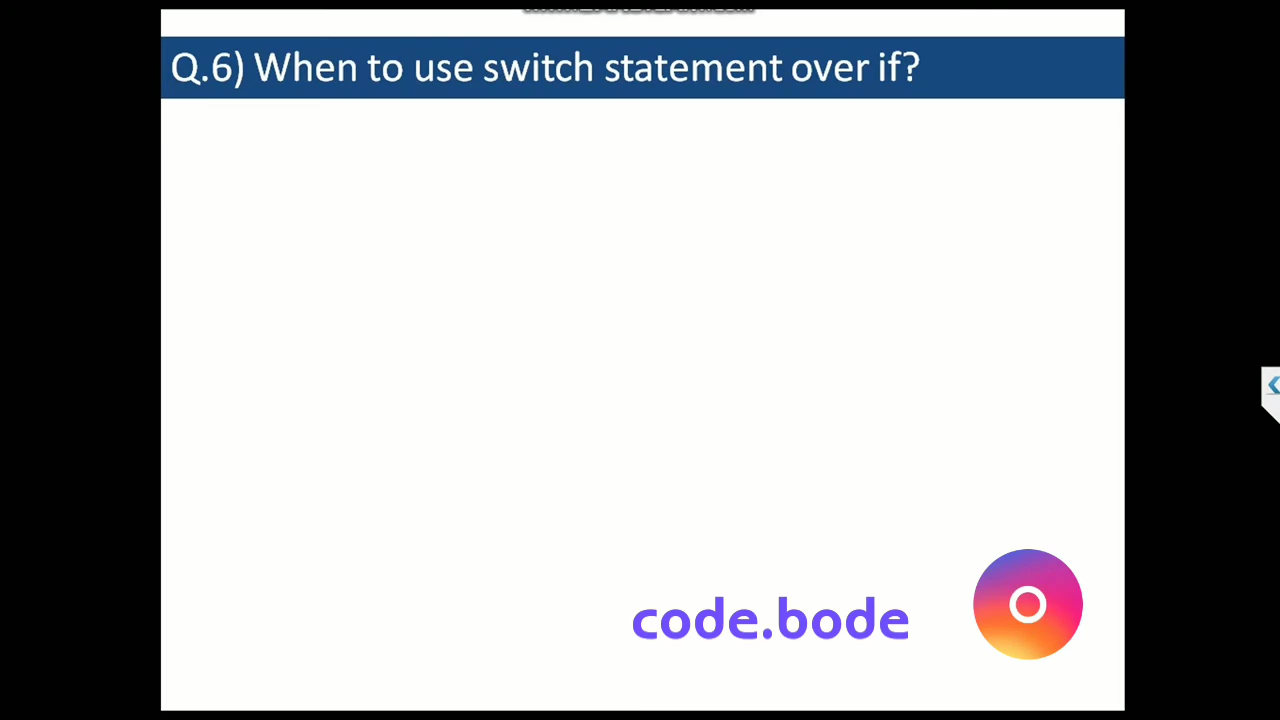 Q.6) When to use switch statement over if?
code.bode